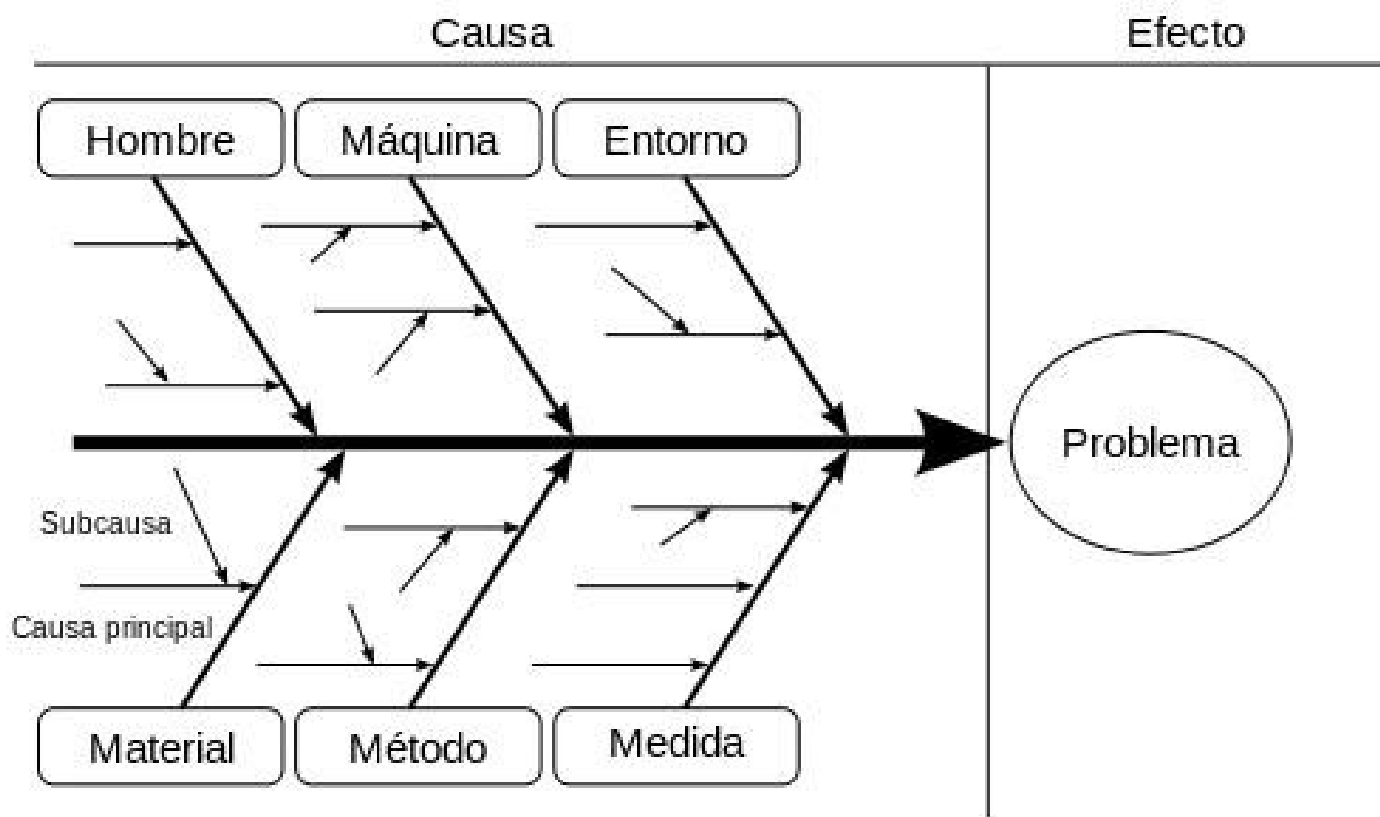 Causa
Efecto
Hombre
Máquina
Entorno
Problema
Subcausa
Causa principal
Material
Método
Medida